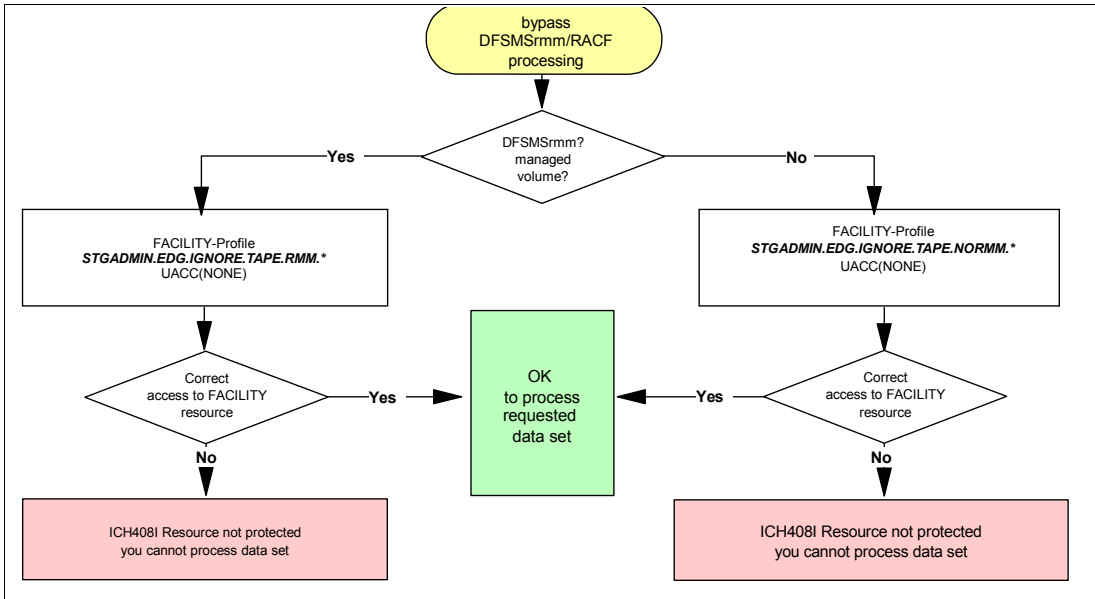 bypass
DFSMSrmm/RACF
processing
DFSMSrmm?
managed
volume?
Yes
No
FACILITY-Profile
STGADMIN.EDG.IGNORE.TAPE.RMM.*
UACC(NONE)
FACILITY-Profile
STGADMIN.EDG.IGNORE.TAPE.NORMM.*
UACC(NONE)
Correct
access to FACILITY
resource
Yes
OK
to process
requested
data set
Yes
Correct
access to FACILITY
resource
No
No
ICH408I Resource not protected
you cannot process data set
ICH408I Resource not protected
you cannot process data set